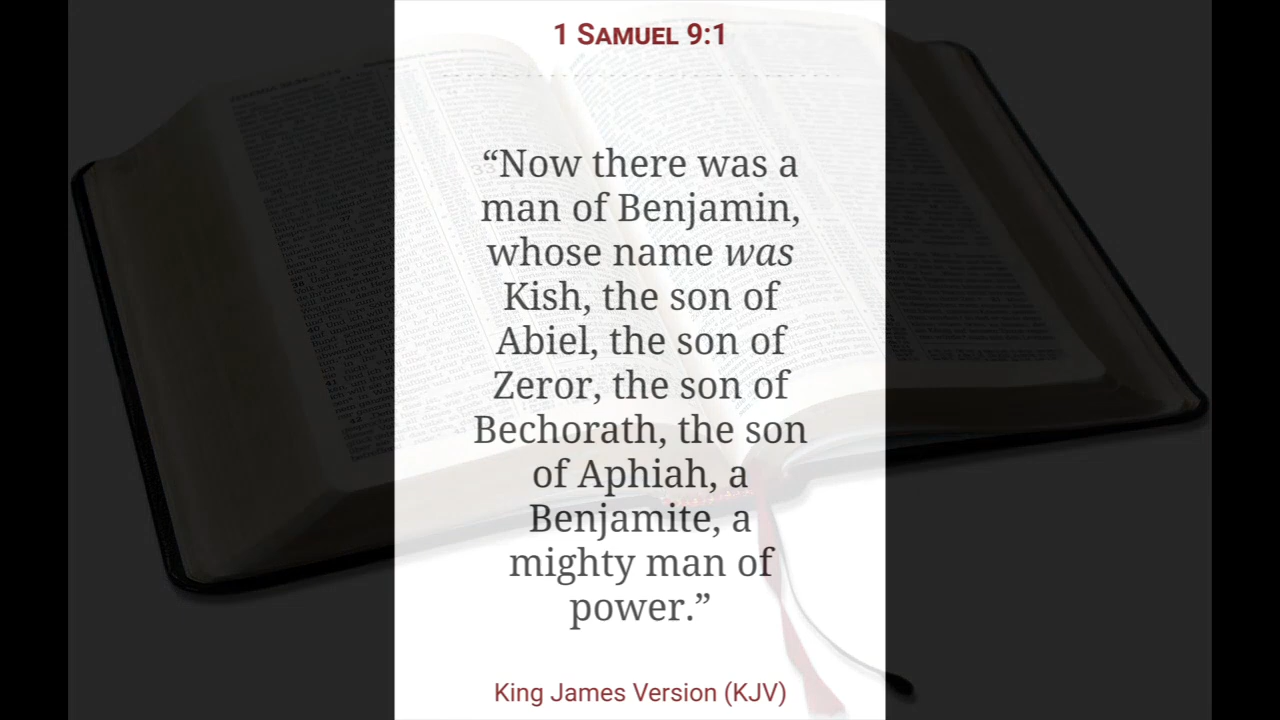 1 Samuel 9:1
“Now there was a
man of Benjamin,
whose name was
Kish, the son of
Abiel, the son of
Zeror, the son of
Bechorath, the son
of Aphiah, a
Benjamite, a
mighty man of
power.”
King James Version (KJV)